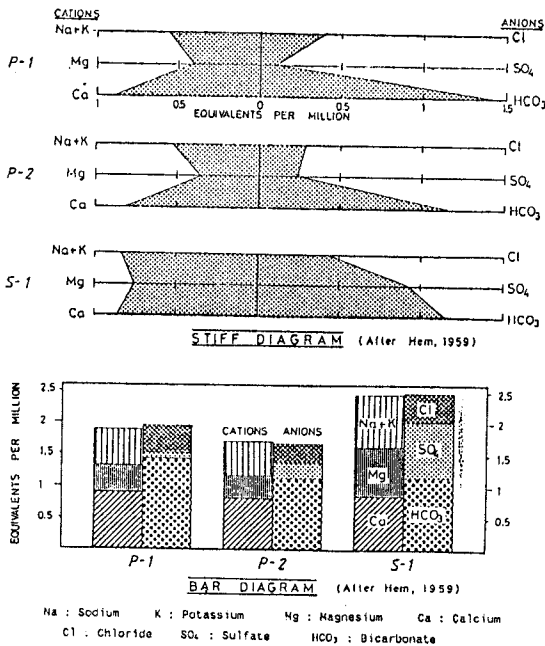 CATIONS ANIONS
Na+K Cl
P-1 Mg SO4
Ca HCO3
1 0.5 0 0.5 1 1.5
EQUIVALENTS PER MILLION
Na+K Cl
P-2 Mg SO4
Ca HCO3
Na+K Cl
S-1 Mg SO4
Ca HCO3
STIFF DIAGRAM (After Hem, 1959)
EQUIVALENTS PER MILLION
2.5 2.5
2 2
1.5 1.5
1 1
0.5 0.5
CATIONS ANIONS
Na+K Cl
Mg SO4
Ca HCO3
P-1 P-2 S-1
BAR DIAGRAM (After Hem, 1959)
Na : Sodium K : Potassium Mg : Magnesium Ca : Calcium
Cl : Chloride SO4 : Sulfate HCO3 : Bicarbonate